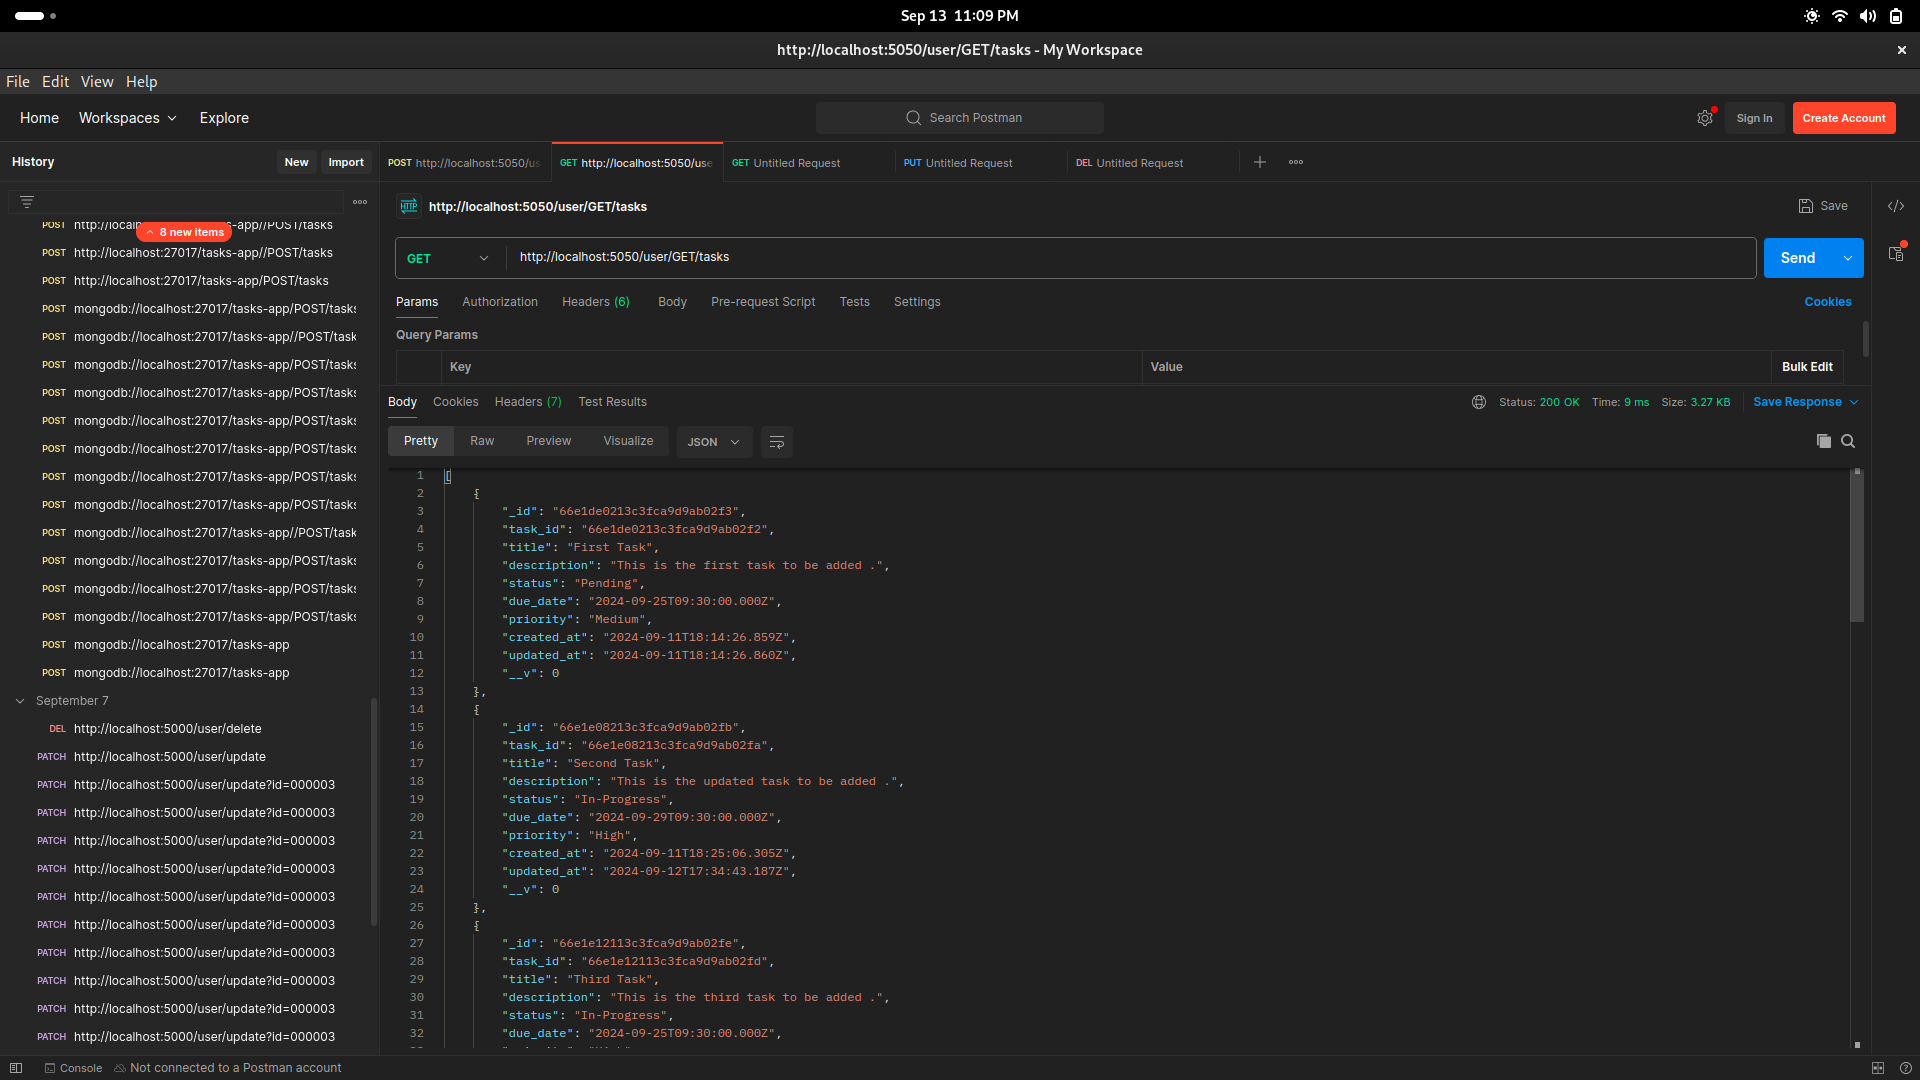 Sep 13 11:09 PM
http://localhost:5050/user/GET/tasks - My Workspace
File Edit View Help
Home Workspaces Explore Search Postman Sign In Create Account
History New Import
POST http://localhost:5050/us GET http://localhost:5050/use GET Untitled Request PUT Untitled Request DEL Untitled Request
8 new items
POST http://localhost:27017/tasks-app//POST/tasks
POST http://localhost:27017/tasks-app/POST/tasks
POST mongodb://localhost:27017/tasks-app/POST/tasks
POST mongodb://localhost:27017/tasks-app//POST/task
POST mongodb://localhost:27017/tasks-app/POST/tasks
POST mongodb://localhost:27017/tasks-app/POST/tasks
POST mongodb://localhost:27017/tasks-app/POST/tasks
POST mongodb://localhost:27017/tasks-app/POST/tasks
POST mongodb://localhost:27017/tasks-app/POST/tasks
POST mongodb://localhost:27017/tasks-app/POST/tasks
POST mongodb://localhost:27017/tasks-app//POST/task
POST mongodb://localhost:27017/tasks-app/POST/tasks
POST mongodb://localhost:27017/tasks-app/POST/tasks
POST mongodb://localhost:27017/tasks-app/POST/tasks
POST mongodb://localhost:27017/tasks-app
POST mongodb://localhost:27017/tasks-app
September 7
DEL http://localhost:5000/user/delete
PATCH http://localhost:5000/user/update
PATCH http://localhost:5000/user/update?id=000003
PATCH http://localhost:5000/user/update?id=000003
PATCH http://localhost:5000/user/update?id=000003
PATCH http://localhost:5000/user/update?id=000003
PATCH http://localhost:5000/user/update?id=000003
PATCH http://localhost:5000/user/update?id=000003
PATCH http://localhost:5000/user/update?id=000003
PATCH http://localhost:5000/user/update?id=000003
PATCH http://localhost:5000/user/update?id=000003
PATCH http://localhost:5000/user/update?id=000003
HTTP http://localhost:5050/user/GET/tasks Save
GET http://localhost:5050/user/GET/tasks Send
Params Authorization Headers (6) Body Pre-request Script Tests Settings Cookies
Query Params
Key Value Bulk Edit
Body Cookies Headers (7) Test Results Status: 200 OK Time: 9 ms Size: 3.27 KB Save Response
Pretty Raw Preview Visualize JSON
1 [
2 {
3 "_id": "66e1de0213c3fca9d9ab02f3",
4 "task_id": "66e1de0213c3fca9d9ab02f2",
5 "title": "First Task",
6 "description": "This is the first task to be added .",
7 "status": "Pending",
8 "due_date": "2024-09-25T09:30:00.000Z",
9 "priority": "Medium",
10 "created_at": "2024-09-11T18:14:26.859Z",
11 "updated_at": "2024-09-11T18:14:26.860Z",
12 "__v": 0
13 },
14 {
15 "_id": "66e1e08213c3fca9d9ab02fb",
16 "task_id": "66e1e08213c3fca9d9ab02fa",
17 "title": "Second Task",
18 "description": "This is the updated task to be added .",
19 "status": "In-Progress",
20 "due_date": "2024-09-29T09:30:00.000Z",
21 "priority": "High",
22 "created_at": "2024-09-11T18:25:06.305Z",
23 "updated_at": "2024-09-12T17:34:43.187Z",
24 "__v": 0
25 },
26 {
27 "_id": "66e1e12113c3fca9d9ab02fe",
28 "task_id": "66e1e12113c3fca9d9ab02fd",
29 "title": "Third Task",
30 "description": "This is the third task to be added .",
31 "status": "In-Progress",
32 "due_date": "2024-09-25T09:30:00.000Z",
Console Not connected to a Postman account